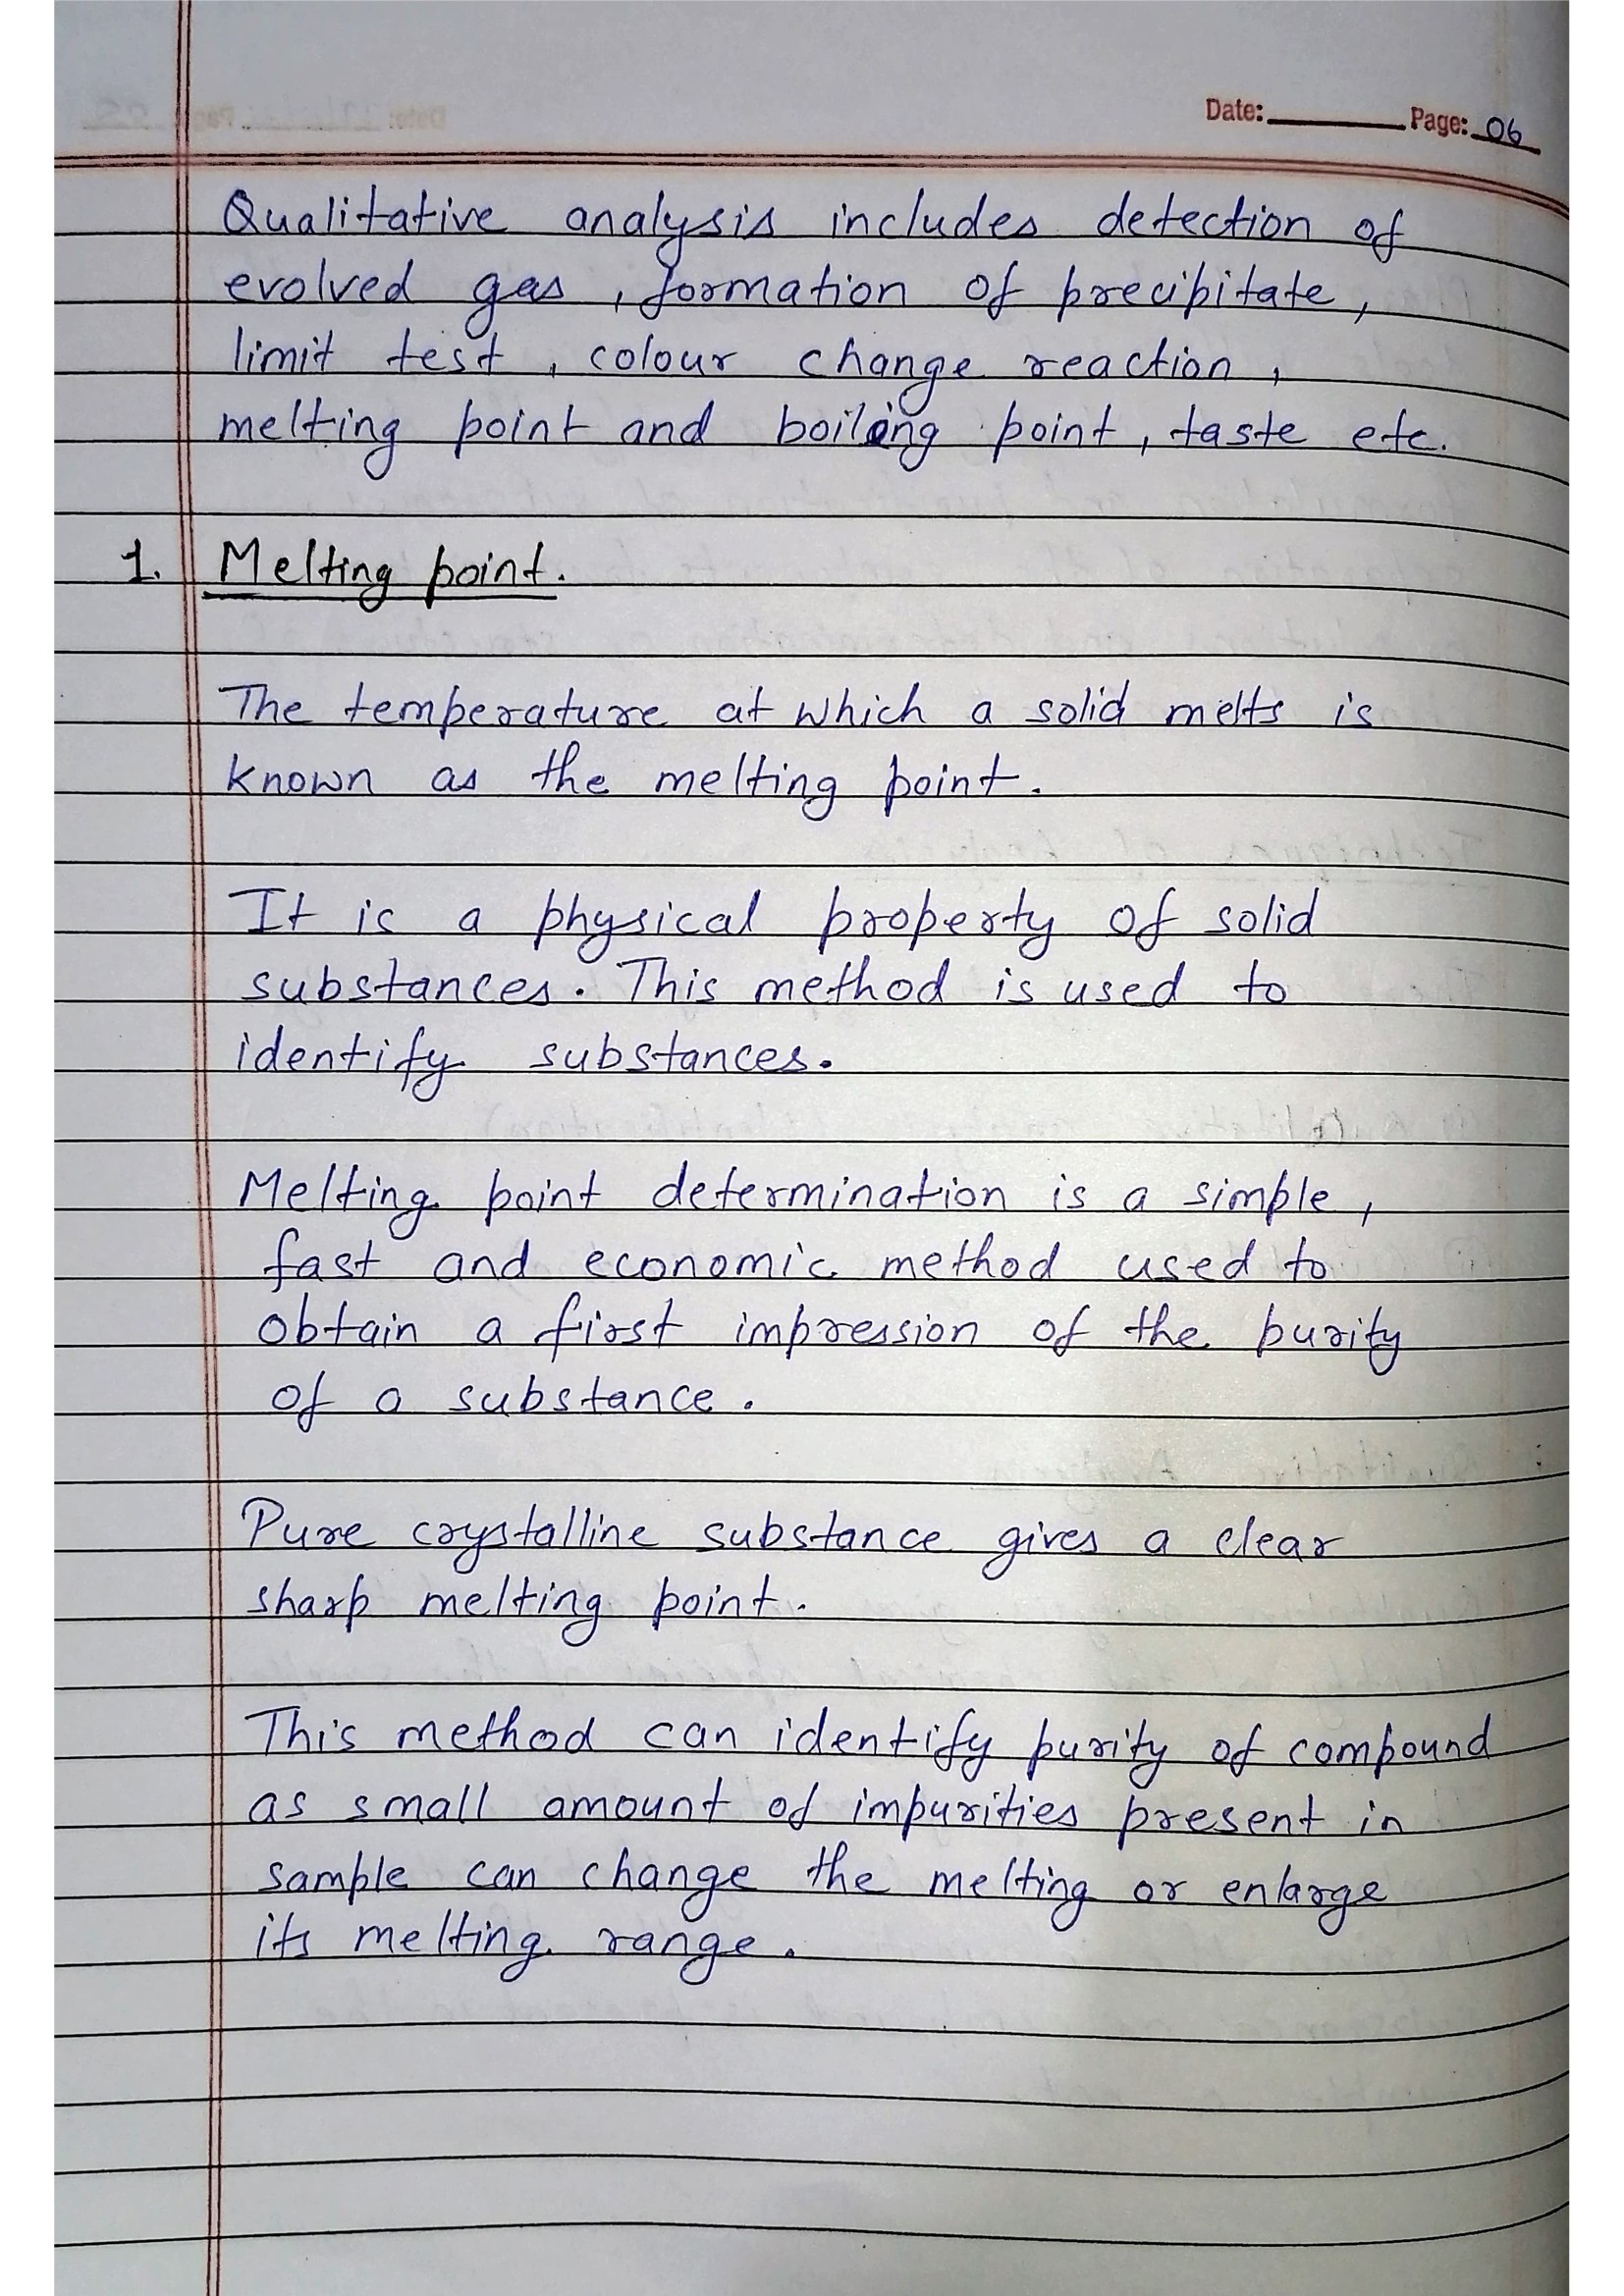 Date: Page: 06
Qualitative analysis includes detection of
evolved gas, formation of precipitate,
limit test, colour change reaction,
melting point and boiling point, taste etc.
1. Melting point.
The temperature at which a solid melts is
known as the melting point.
It is a physical property of solid
substances. This method is used to
identify substances.
Melting point determination is a simple,
fast and economic method used to
obtain a first impression of the purity
of a substance.
Pure crystalline substance gives a clear
sharp melting point.
This method can identify purity of compound
as small amount of impurities present in
sample can change the melting or enlarge
its melting range.